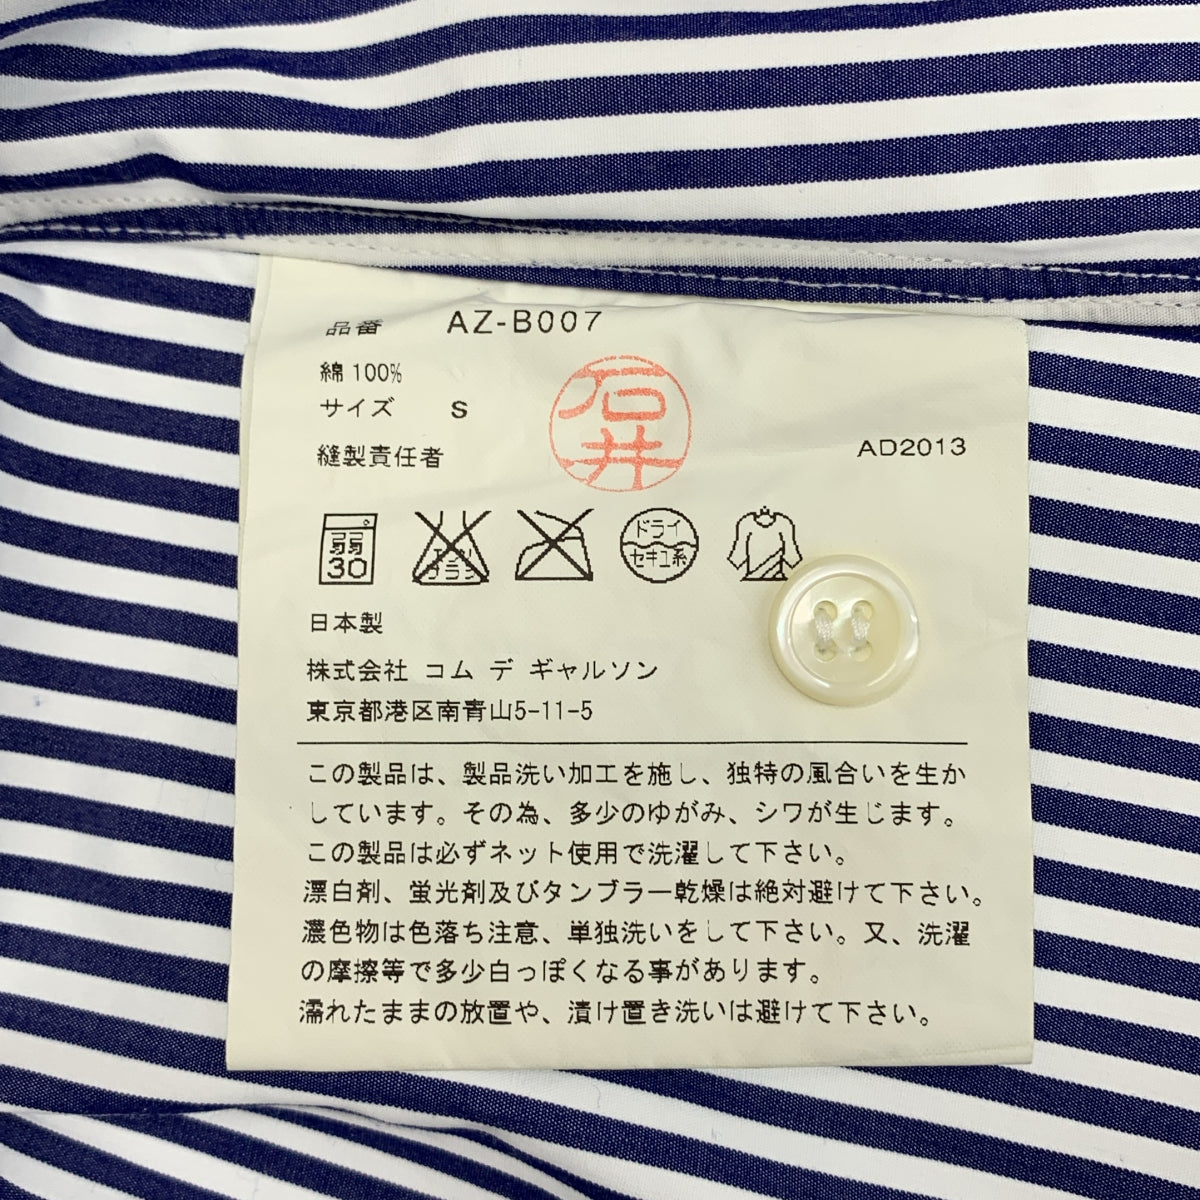 品番 AZ-B007
綿100%
サイズ S
石井
縫製責任者
AD2013
弱
30
ドライ
セキユ系
日本製
株式会社 コム デ ギャルソン
東京都港区南青山5-11-5
この製品は、製品洗い加工を施し、独特の風合いを生か
しています。その為、多少のゆがみ、シワが生じます。
この製品は必ずネット使用で洗濯して下さい。
漂白剤、蛍光剤及びタンブラー乾燥は絶対避けて下さい。
濃色物は色落ち注意、単独洗いをして下さい。又、洗濯
の摩擦等で多少白っぽくなる事があります。
濡れたままの放置や、漬け置き洗いは避けて下さい。